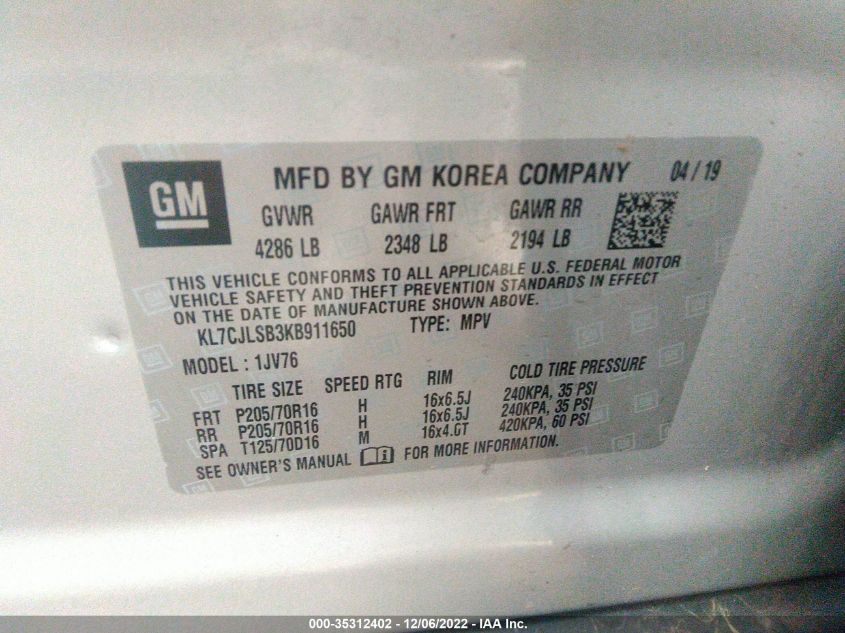 GM
MFD BY GM KOREA COMPANY 04 / 19
GVWR GAWR FRT GAWR RR
4286 LB 2348 LB 2194 LB
THIS VEHICLE CONFORMS TO ALL APPLICABLE U.S. FEDERAL MOTOR
VEHICLE SAFETY AND THEFT PREVENTION STANDARDS IN EFFECT
ON THE DATE OF MANUFACTURE SHOWN ABOVE.
KL7CJLSB3KB911650 TYPE: MPV
MODEL : 1JV76
TIRE SIZE SPEED RTG RIM COLD TIRE PRESSURE
FRT P205/70R16 H 16x6.5J 240KPA, 35 PSI
RR P205/70R16 H 16x6.5J 240KPA, 35 PSI
SPA T125/70D16 M 16x4.0T 420KPA, 60 PSI
SEE OWNER'S MANUAL i FOR MORE INFORMATION.
000-35312402 - 12/06/2022 - IAA Inc.